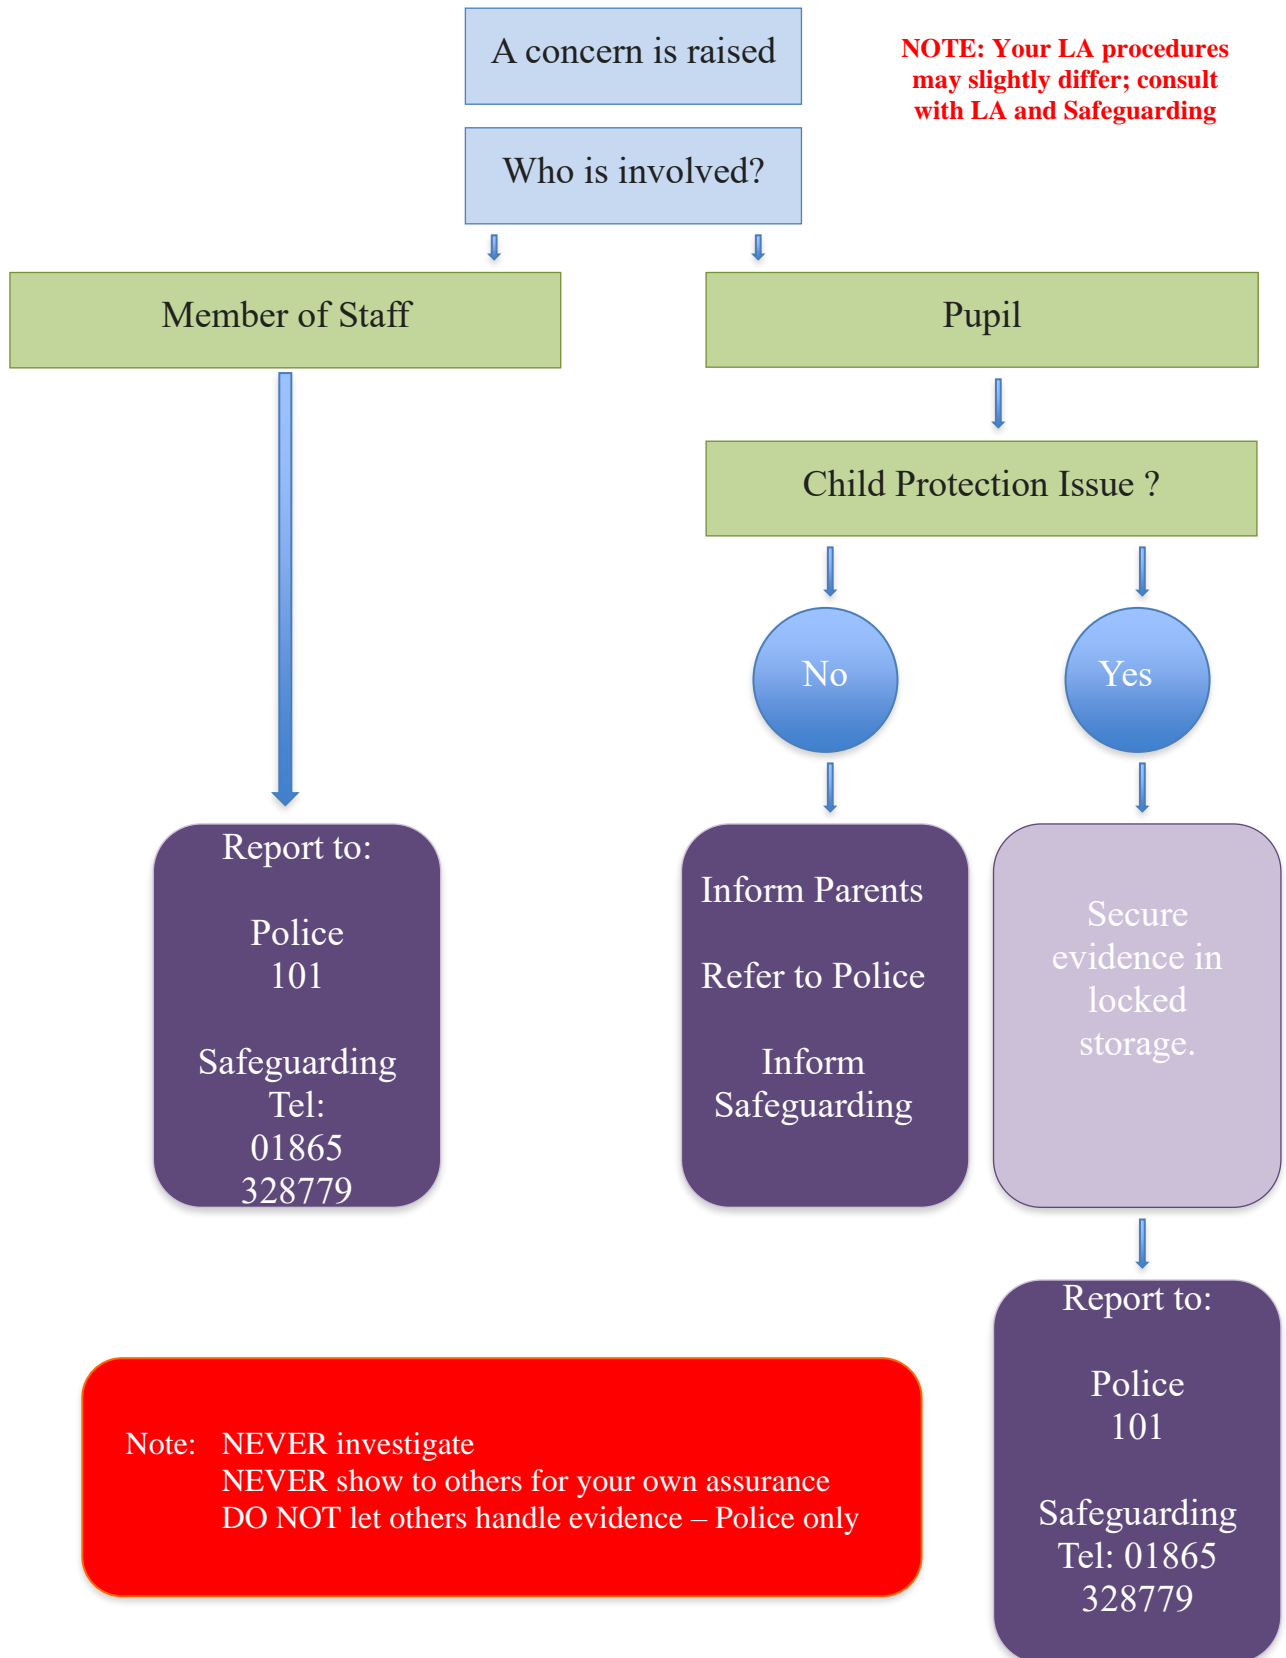 A concern is raised
NOTE: Your LA procedures
may slightly differ; consult
with LA and Safeguarding
Who is involved?
Member of Staff
Pupil
Child Protection Issue ?
No
Yes
Report to:
Police
101
Safeguarding
Tel:
01865
328779
Inform Parents
Refer to Police
Inform
Safeguarding
Secure
evidence in
locked
storage.
Report to:
Police
101
Safeguarding
Tel: 01865
328779
Note: NEVER investigate
NEVER show to others for your own assurance
DO NOT let others handle evidence – Police only